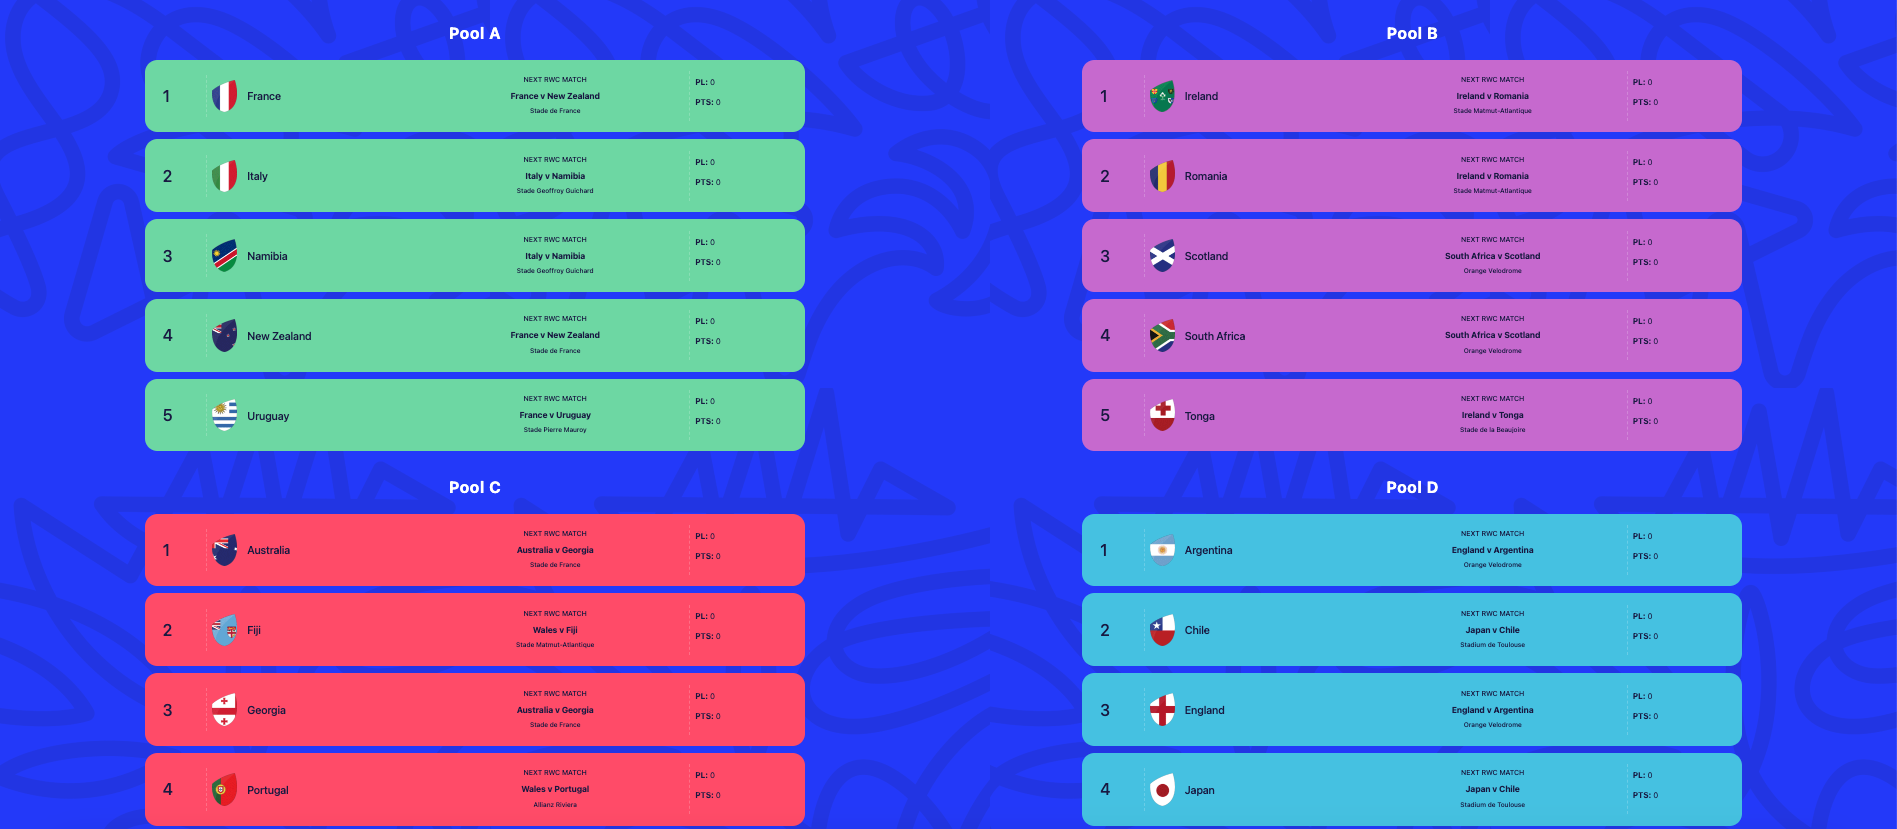 Pool A
1
France
NEXT RWC MATCH
France v New Zealand
Stade de France
PL: 0
PTS: 0
2
Italy
NEXT RWC MATCH
Italy v Namibia
Stade Geoffroy Guichard
PL: 0
PTS: 0
3
Namibia
NEXT RWC MATCH
Italy v Namibia
Stade Geoffroy Guichard
PL: 0
PTS: 0
4
New Zealand
NEXT RWC MATCH
France v New Zealand
Stade de France
PL: 0
PTS: 0
5
Uruguay
NEXT RWC MATCH
France v Uruguay
Stade Pierre Mauroy
PL: 0
PTS: 0
Pool B
1
Ireland
NEXT RWC MATCH
Ireland v Romania
Stade Matmut-Atlantique
PL: 0
PTS: 0
2
Romania
NEXT RWC MATCH
Ireland v Romania
Stade Matmut-Atlantique
PL: 0
PTS: 0
3
Scotland
NEXT RWC MATCH
South Africa v Scotland
Orange Velodrome
PL: 0
PTS: 0
4
South Africa
NEXT RWC MATCH
South Africa v Scotland
Orange Velodrome
PL: 0
PTS: 0
5
Tonga
NEXT RWC MATCH
Ireland v Tonga
Stade de la Beaujoire
PL: 0
PTS: 0
Pool C
1
Australia
NEXT RWC MATCH
Australia v Georgia
Stade de France
PL: 0
PTS: 0
2
Fiji
NEXT RWC MATCH
Wales v Fiji
Stade Matmut-Atlantique
PL: 0
PTS: 0
3
Georgia
NEXT RWC MATCH
Australia v Georgia
Stade de France
PL: 0
PTS: 0
4
Portugal
NEXT RWC MATCH
Wales v Portugal
Allianz Riviera
PL: 0
PTS: 0
Pool D
1
Argentina
NEXT RWC MATCH
England v Argentina
Orange Velodrome
PL: 0
PTS: 0
2
Chile
NEXT RWC MATCH
Japan v Chile
Stadium de Toulouse
PL: 0
PTS: 0
3
England
NEXT RWC MATCH
England v Argentina
Orange Velodrome
PL: 0
PTS: 0
4
Japan
NEXT RWC MATCH
Japan v Chile
Stadium de Toulouse
PL: 0
PTS: 0